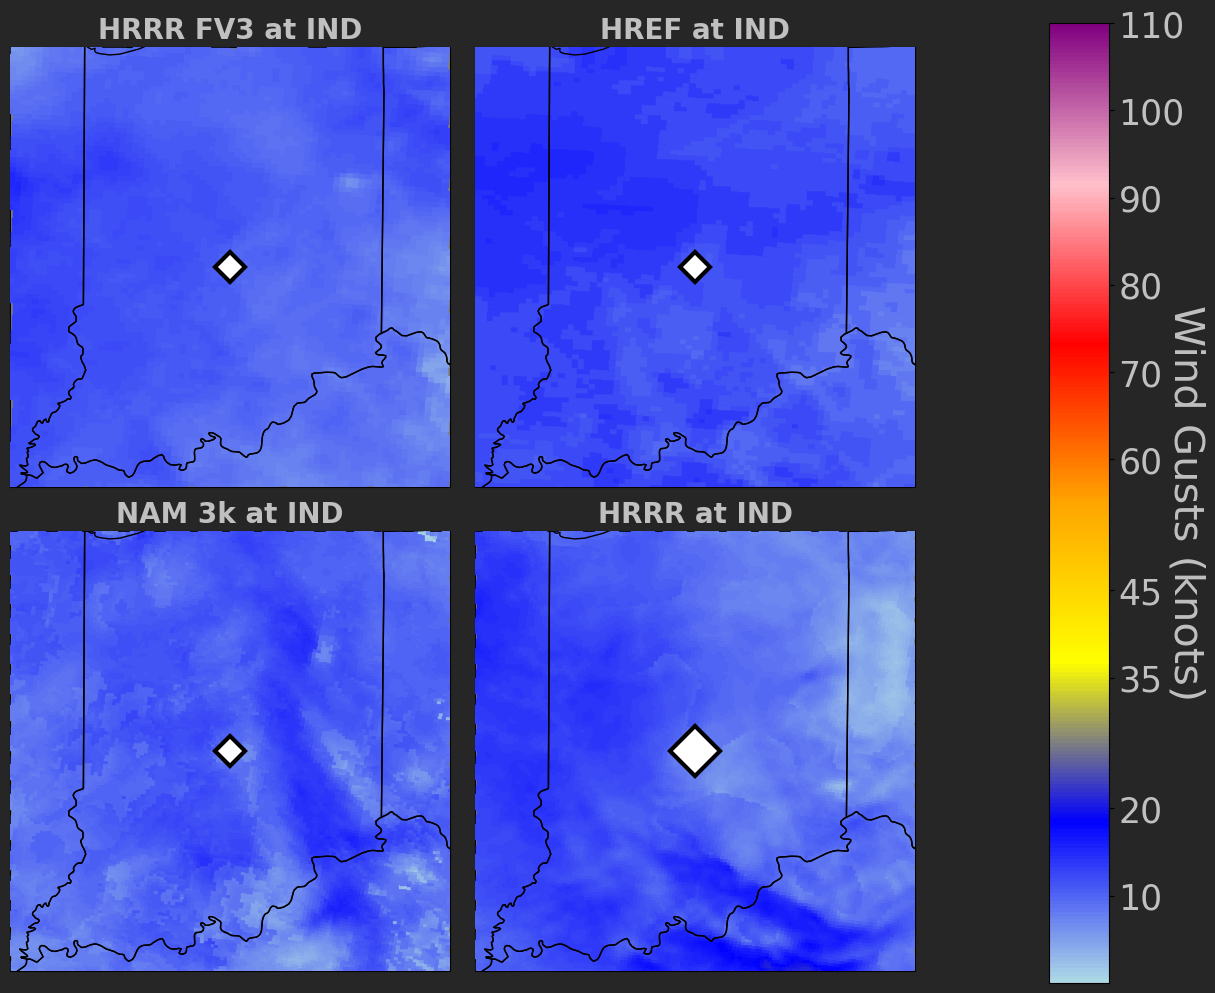 HRRR FV3 at IND
HREF at IND
NAM 3k at IND
HRRR at IND
110
100
90
80
70
60
45
35
20
10
Wind Gusts (knots)